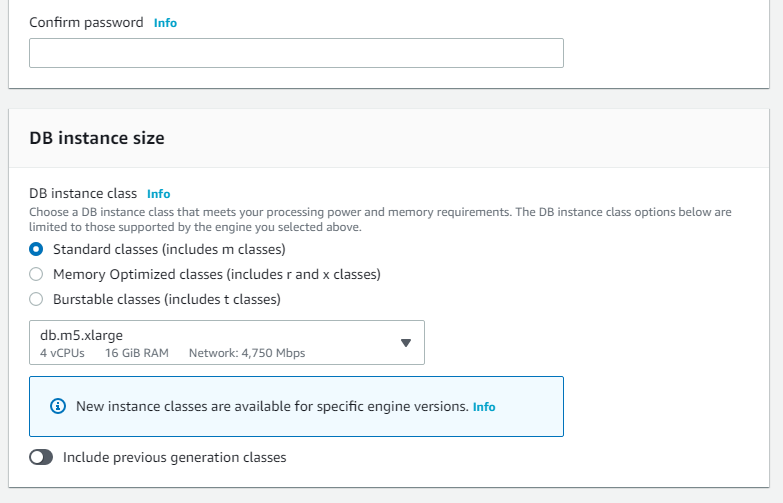 Confirm password Info
DB instance size
DB instance class Info
Choose a DB instance class that meets your processing power and memory requirements. The DB instance class options below are
limited to those supported by the engine you selected above.
Standard classes (includes m classes)
Memory Optimized classes (includes r and x classes)
Burstable classes (includes t classes)
db.m5.xlarge
4 vCPUs 16 GiB RAM Network: 4,750 Mbps
New instance classes are available for specific engine versions. Info
Include previous generation classes